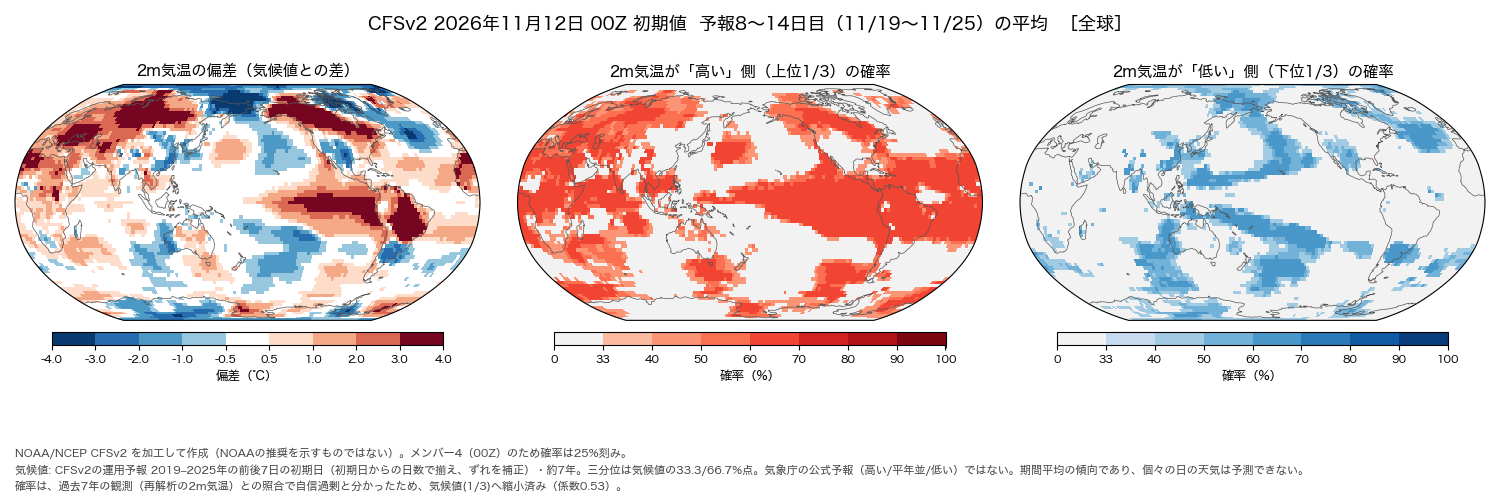 CFSv2 2026年11月12日 00Z 初期値 予報8～14日目（11/19～11/25）の平均 ［全球］
2m気温の偏差（気候値との差）
2m気温が「高い」側（上位1/3）の確率
2m気温が「低い」側（下位1/3）の確率
-4.0 -3.0 -2.0 -1.0 -0.5 0.5 1.0 2.0 3.0 4.0
偏差（℃）
0 33 40 50 60 70 80 90 100
確率（%）
0 33 40 50 60 70 80 90 100
確率（%）
NOAA/NCEP CFSv2 を加工して作成（NOAAの推奨を示すものではない）。メンバー4（00Z）のため確率は25%刻み。
気候値: CFSv2の運用予報 2019–2025年の前後7日の初期日（初期日からの日数で揃え、ずれを補正）・約7年。三分位は気候値の33.3/66.7%点。気象庁の公式予報（高い/平年並/低い）ではない。期間平均の傾向であり、個々の日の天気は予測できない。
確率は、過去7年の観測（再解析の2m気温）との照合で自信過剰と分かったため、気候値(1/3)へ縮小済み（係数0.53）。